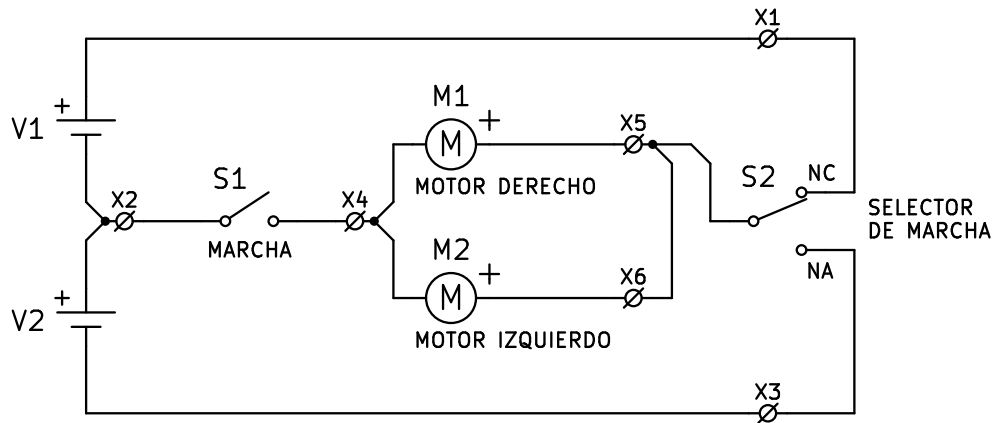 X1
M1
+
X5
V1
+
M
S1
X2
X4
MOTOR DERECHO
S2
NC
SELECTOR
DE MARCHA
MARCHA
M2
+
X6
NA
V2
+
M
MOTOR IZQUIERDO
X3